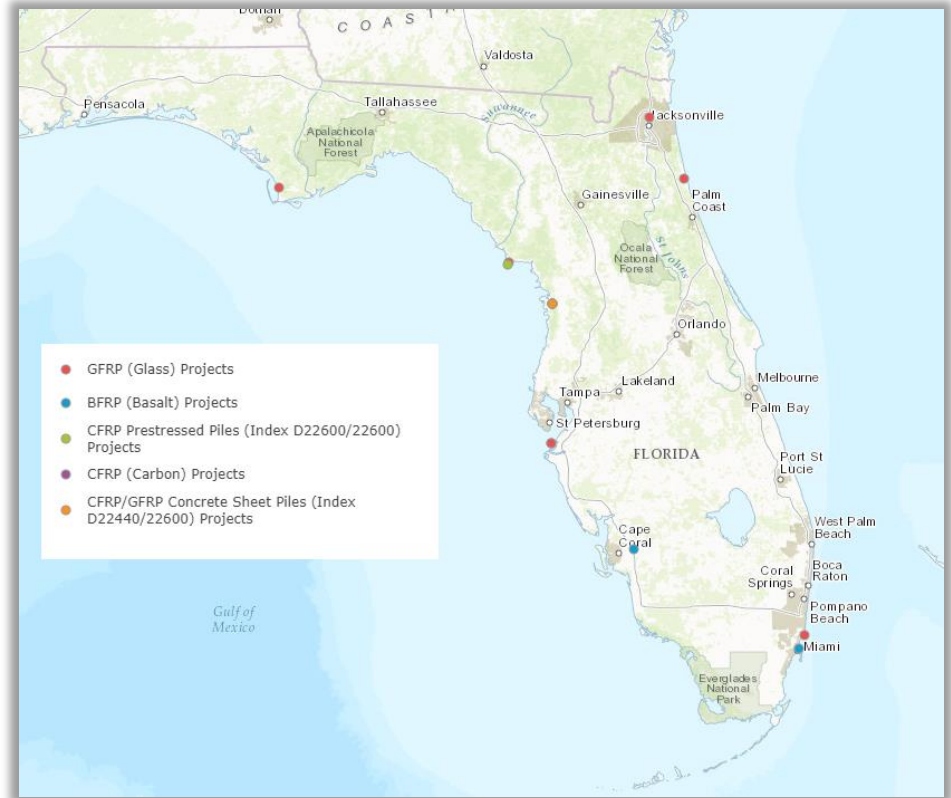 Dothan
COAST
Valdosta
Pensacola
Tallahassee
Suwannee
Jacksonville
Apalachicola
National
Forest
Gainesville
Palm
Coast
Ocala
National
Forest
St Johns
Orlando
GFRP (Glass) Projects
BFRP (Basalt) Projects
CFRP Prestressed Piles (Index D22600/22600)
Projects
CFRP (Carbon) Projects
CFRP/GFRP Concrete Sheet Piles (Index
D22440/22600) Projects
Tampa
Lakeland
Melbourne
Palm Bay
St Petersburg
FLORIDA
Port St
Lucie
Cape
Coral
West Palm
Beach
Coral
Springs
Boca
Raton
Pompano
Beach
Gulf of
Mexico
Miami
Everglades
National
Park